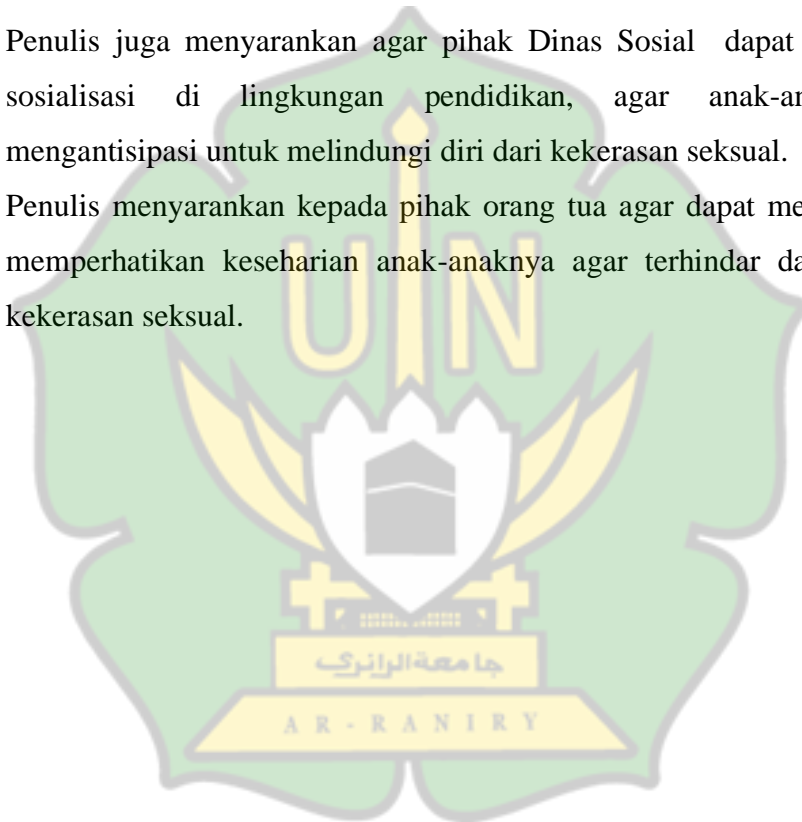 Penulis juga menyarankan agar pihak Dinas Sosial dapat
sosialisasi di lingkungan pendidikan, agar anak-an
mengantisipasi untuk melindungi diri dari kekerasan seksual.
Penulis menyarankan kepada pihak orang tua agar dapat me
memperhatikan keseharian anak-anaknya agar terhindar da
kekerasan seksual.
UIN
جامعة الرانري
AR-RANIRY